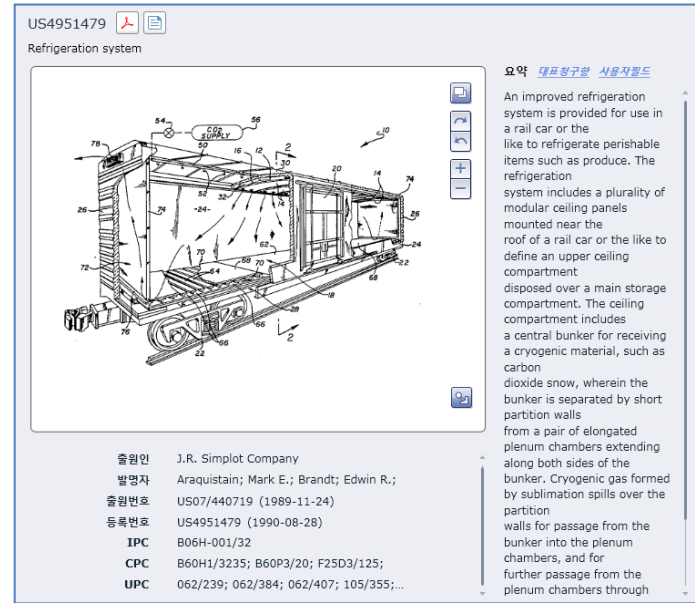 US4951479
Refrigeration system
요약 대표청구항 사용자필드
54
56
CO2
SUPPLY
78
50
16
12
2
30
10
20
52
32
14
14
74
26
-24-
74
26
62
24
72
70
68
70
64
68
22
18
28
66
76
66
22
2
An improved refrigeration
system is provided for use in
a rail car or the
like to refrigerate perishable
items such as produce. The
refrigeration
system includes a plurality of
modular ceiling panels
mounted near the
roof of a rail car or the like to
define an upper ceiling
compartment
disposed over a main storage
compartment. The ceiling
compartment includes
a central bunker for receiving
a cryogenic material, such as
carbon
dioxide snow, wherein the
bunker is separated by short
partition walls
from a pair of elongated
plenum chambers extending
along both sides of the
bunker. Cryogenic gas formed
by sublimation spills over the
partition
walls for passage from the
bunker into the plenum
chambers, and for
further passage from the
plenum chambers through
출원인 J.R. Simplot Company
발명자 Araquistain; Mark E.; Brandt; Edwin R.;
출원번호 US07/440719 (1989-11-24)
등록번호 US4951479 (1990-08-28)
IPC B06H-001/32
CPC B60H1/3235; B60P3/20; F25D3/125;
UPC 062/239; 062/384; 062/407; 105/355;...